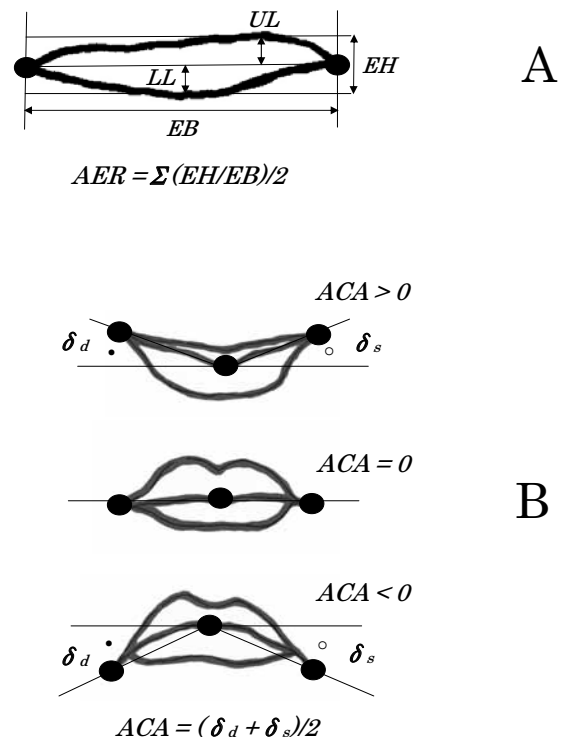 UL
A
LL
EH
EB
AER = Σ (EH/EB)/2
ACA > 0
δ d
δ s
ACA = 0
B
ACA < 0
δ d
δ s
ACA = ( δ d + δ s )/2